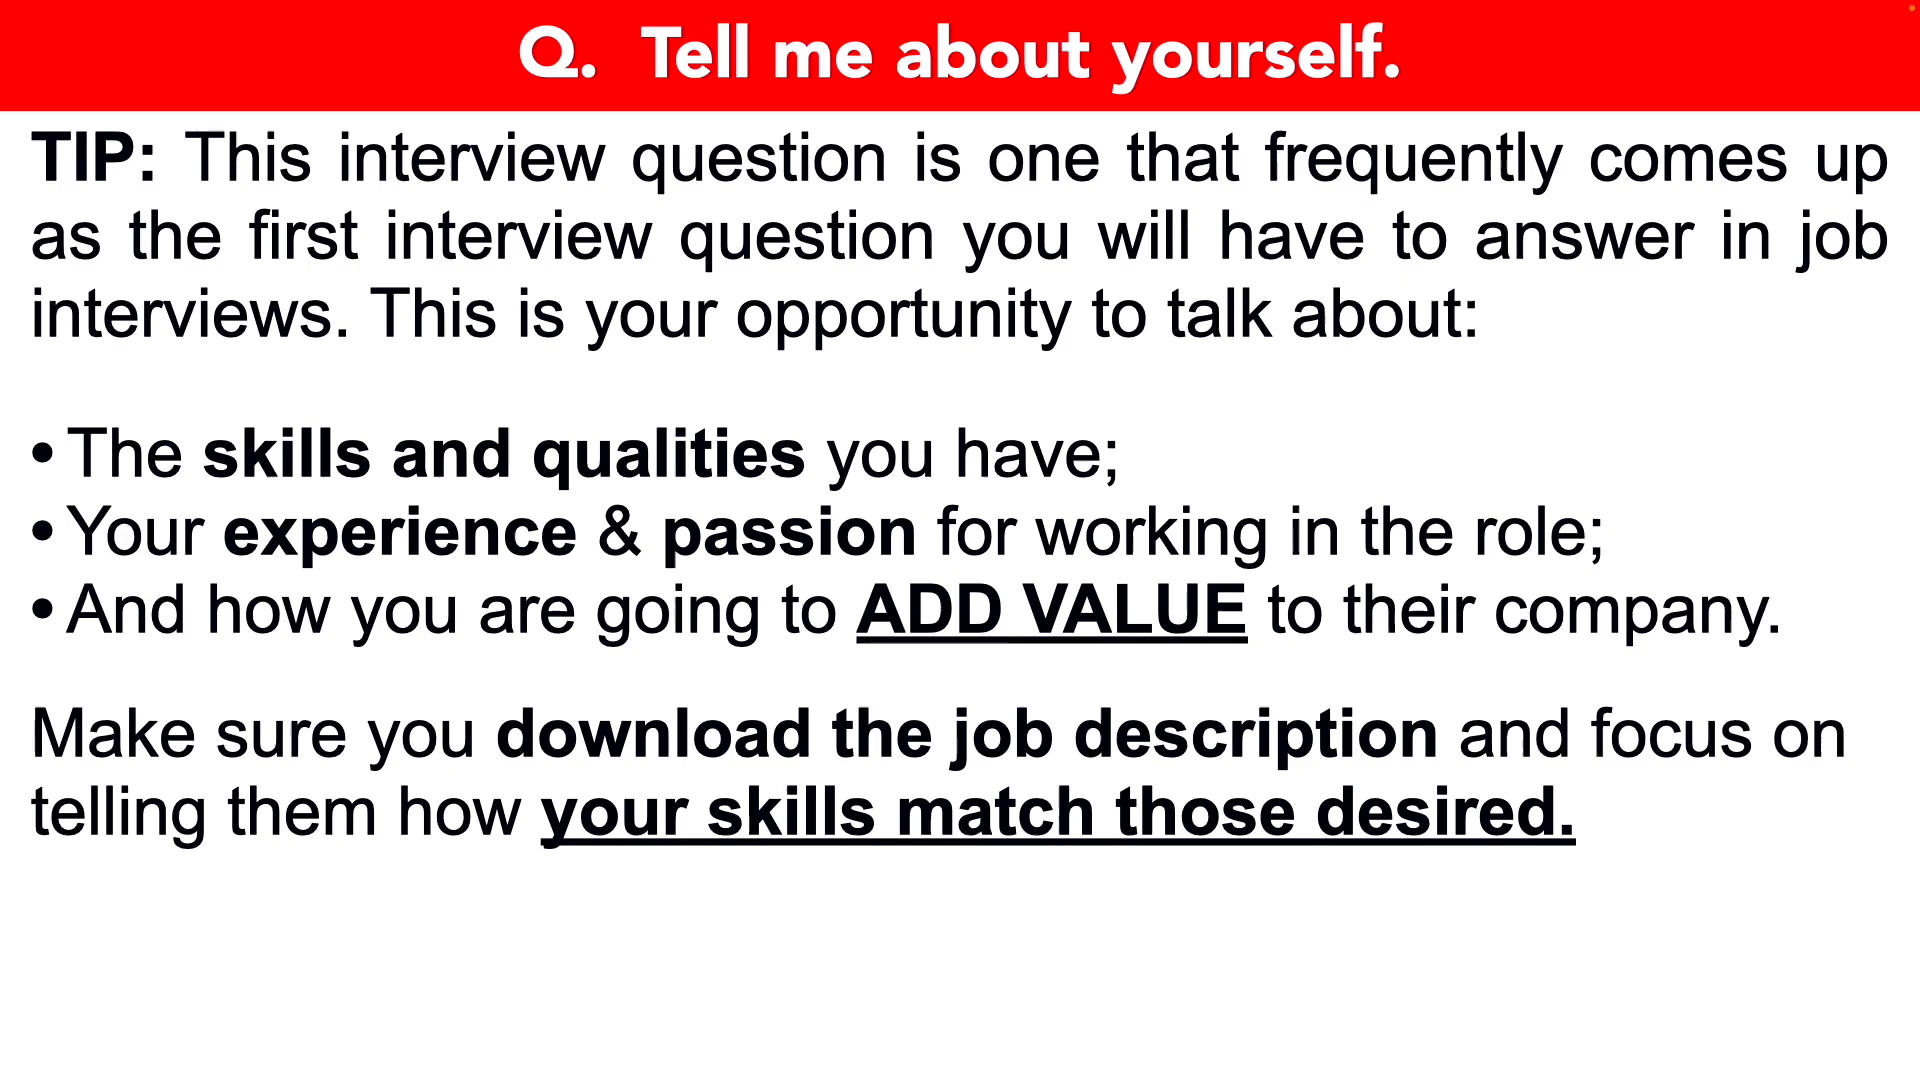 Q. Tell me about yourself.
TIP: This interview question is one that frequently comes up
as the first interview question you will have to answer in job
interviews. This is your opportunity to talk about:
• The skills and qualities you have;
• Your experience & passion for working in the role;
• And how you are going to ADD VALUE to their company.
Make sure you download the job description and focus on
telling them how your skills match those desired.